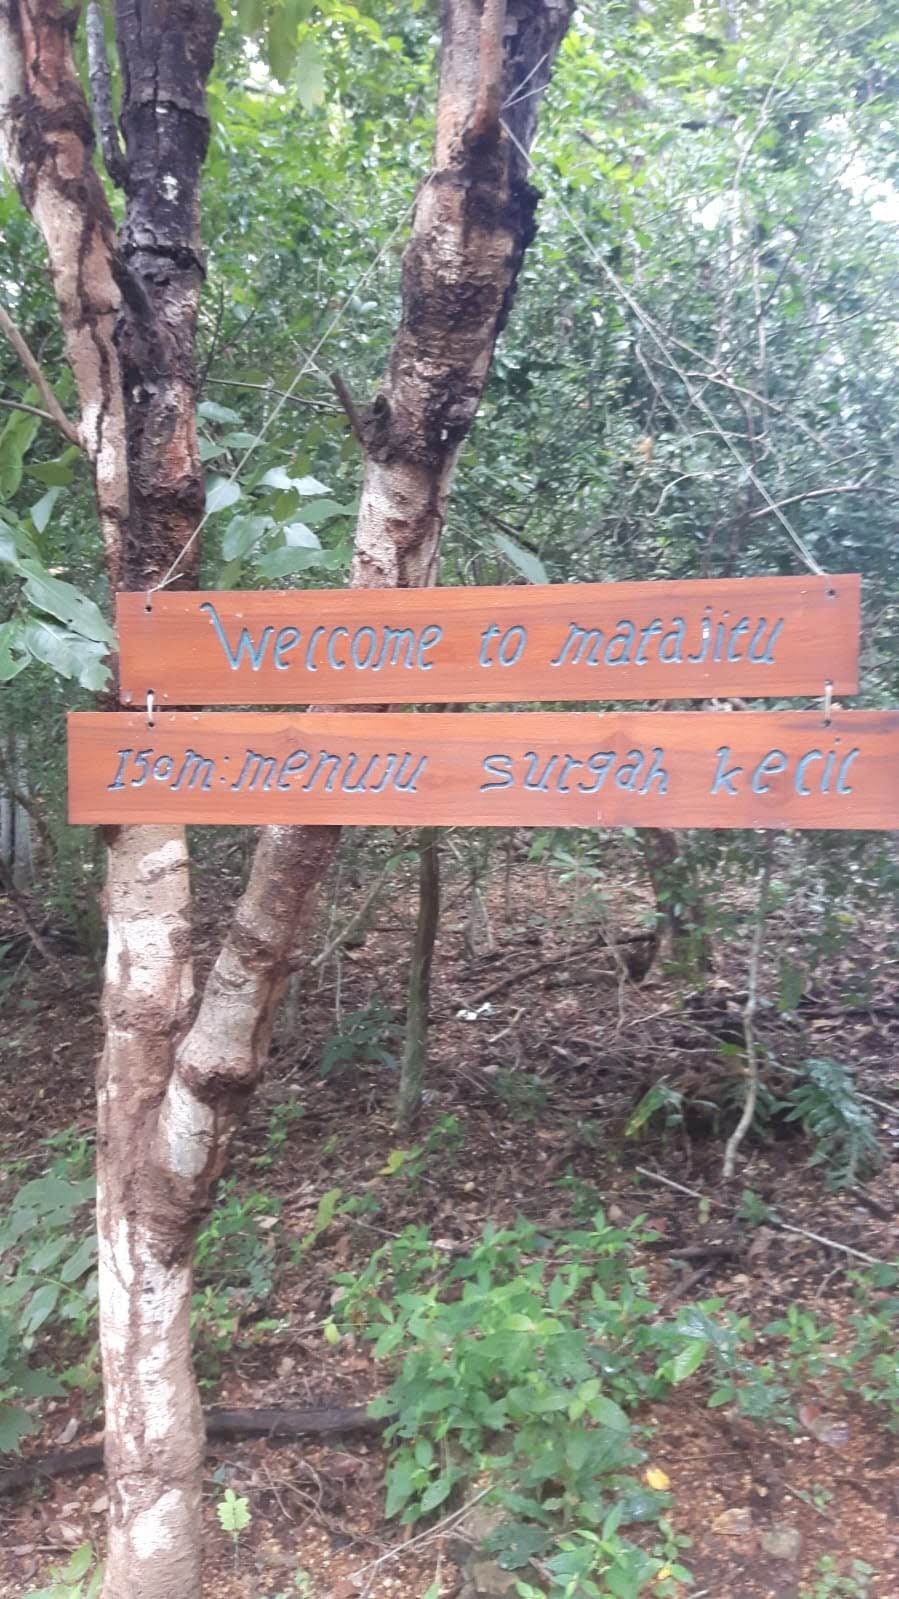 Welcome to matajitu
150m: menuju surgah kecil